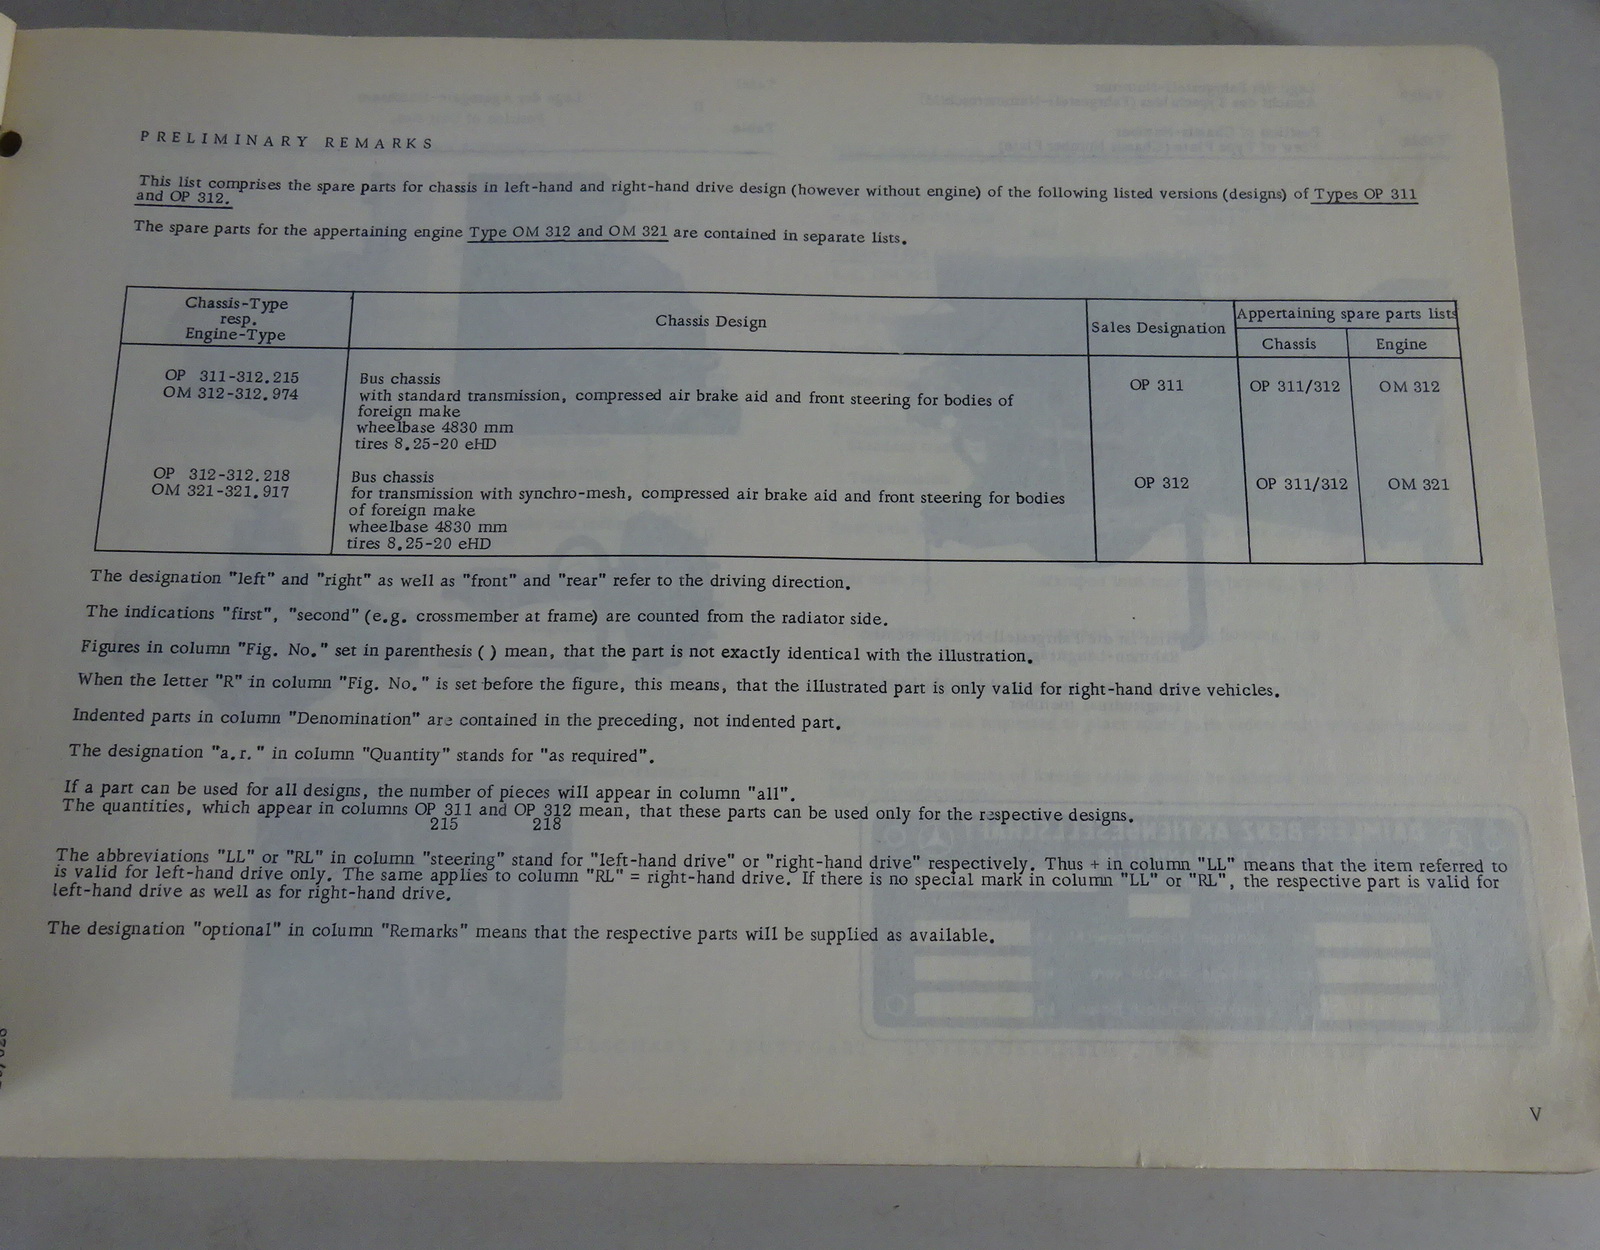 PRELIMINARY REMARKS
This list comprises the spare parts for chassis in left-hand and right-hand drive design (however without engine) of the following listed versions (designs) of Types OP 311
and OP 312.
The spare parts for the appertaining engine Type OM 312 and OM 321 are contained in separate lists.
Chassis-Type
resp.
Engine-Type
Chassis Design
Sales Designation
Appertaining spare parts lists
Chassis
Engine
OP 311-312.215
OM 312-312.974
Bus chassis
with standard transmission, compressed air brake aid and front steering for bodies of
foreign make
wheelbase 4830 mm
tires 8.25-20 eHD
OP 311
OP 311/312
OM 312
OP 312-312.218
OM 321-321.917
Bus chassis
for transmission with synchro-mesh, compressed air brake aid and front steering for bodies
of foreign make
wheelbase 4830 mm
tires 8.25-20 eHD
OP 312
OP 311/312
OM 321
The designation "left" and "right" as well as "front" and "rear" refer to the driving direction.
The indications "first", "second" (e.g. crossmember at frame) are counted from the radiator side.
Figures in column "Fig. No." set in parenthesis ( ) mean, that the part is not exactly identical with the illustration.
When the letter "R" in column "Fig. No." is set before the figure, this means, that the illustrated part is only valid for right-hand drive vehicles.
Indented parts in column "Denomination" are contained in the preceding, not indented part.
The designation "a.r." in column "Quantity" stands for "as required".
If a part can be used for all designs, the number of pieces will appear in column "all".
The quantities, which appear in columns OP 311 and OP 312 mean, that these parts can be used only for the respective designs.
215 218
The abbreviations "LL" or "RL" in column "steering" stand for "left-hand drive" or "right-hand drive" respectively. Thus + in column "LL" means that the item referred to
is valid for left-hand drive only. The same applies to column "RL" = right-hand drive. If there is no special mark in column "LL" or "RL", the respective part is valid for
left-hand drive as well as for right-hand drive.
The designation "optional" in column "Remarks" means that the respective parts will be supplied as available.
V